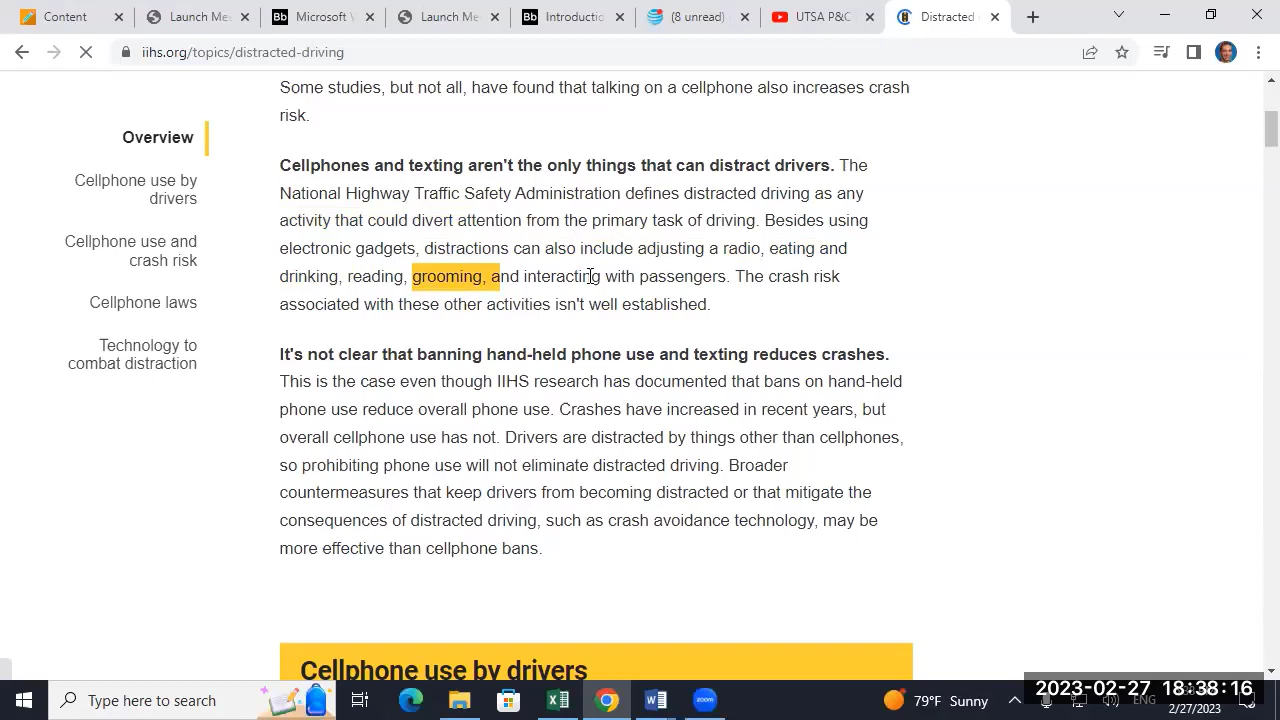 Content
Launch Me
Microsoft
Launch Me
Introductio
(8 unread)
UTSA P&C
Distracted
iihs.org/topics/distracted-driving
Some studies, but not all, have found that talking on a cellphone also increases crash
risk.
Overview
Cellphone use by
drivers
Cellphone use and
crash risk
Cellphone laws
Technology to
combat distraction
Cellphones and texting aren't the only things that can distract drivers. The
National Highway Traffic Safety Administration defines distracted driving as any
activity that could divert attention from the primary task of driving. Besides using
electronic gadgets, distractions can also include adjusting a radio, eating and
drinking, reading, grooming, and interacting with passengers. The crash risk
associated with these other activities isn't well established.
It's not clear that banning hand-held phone use and texting reduces crashes.
This is the case even though IIHS research has documented that bans on hand-held
phone use reduce overall phone use. Crashes have increased in recent years, but
overall cellphone use has not. Drivers are distracted by things other than cellphones,
so prohibiting phone use will not eliminate distracted driving. Broader
countermeasures that keep drivers from becoming distracted or that mitigate the
consequences of distracted driving, such as crash avoidance technology, may be
more effective than cellphone bans.
Cellphone use by drivers
Type here to search
79°F Sunny
ENG
2023-02-27 18:38:16
2/27/2023